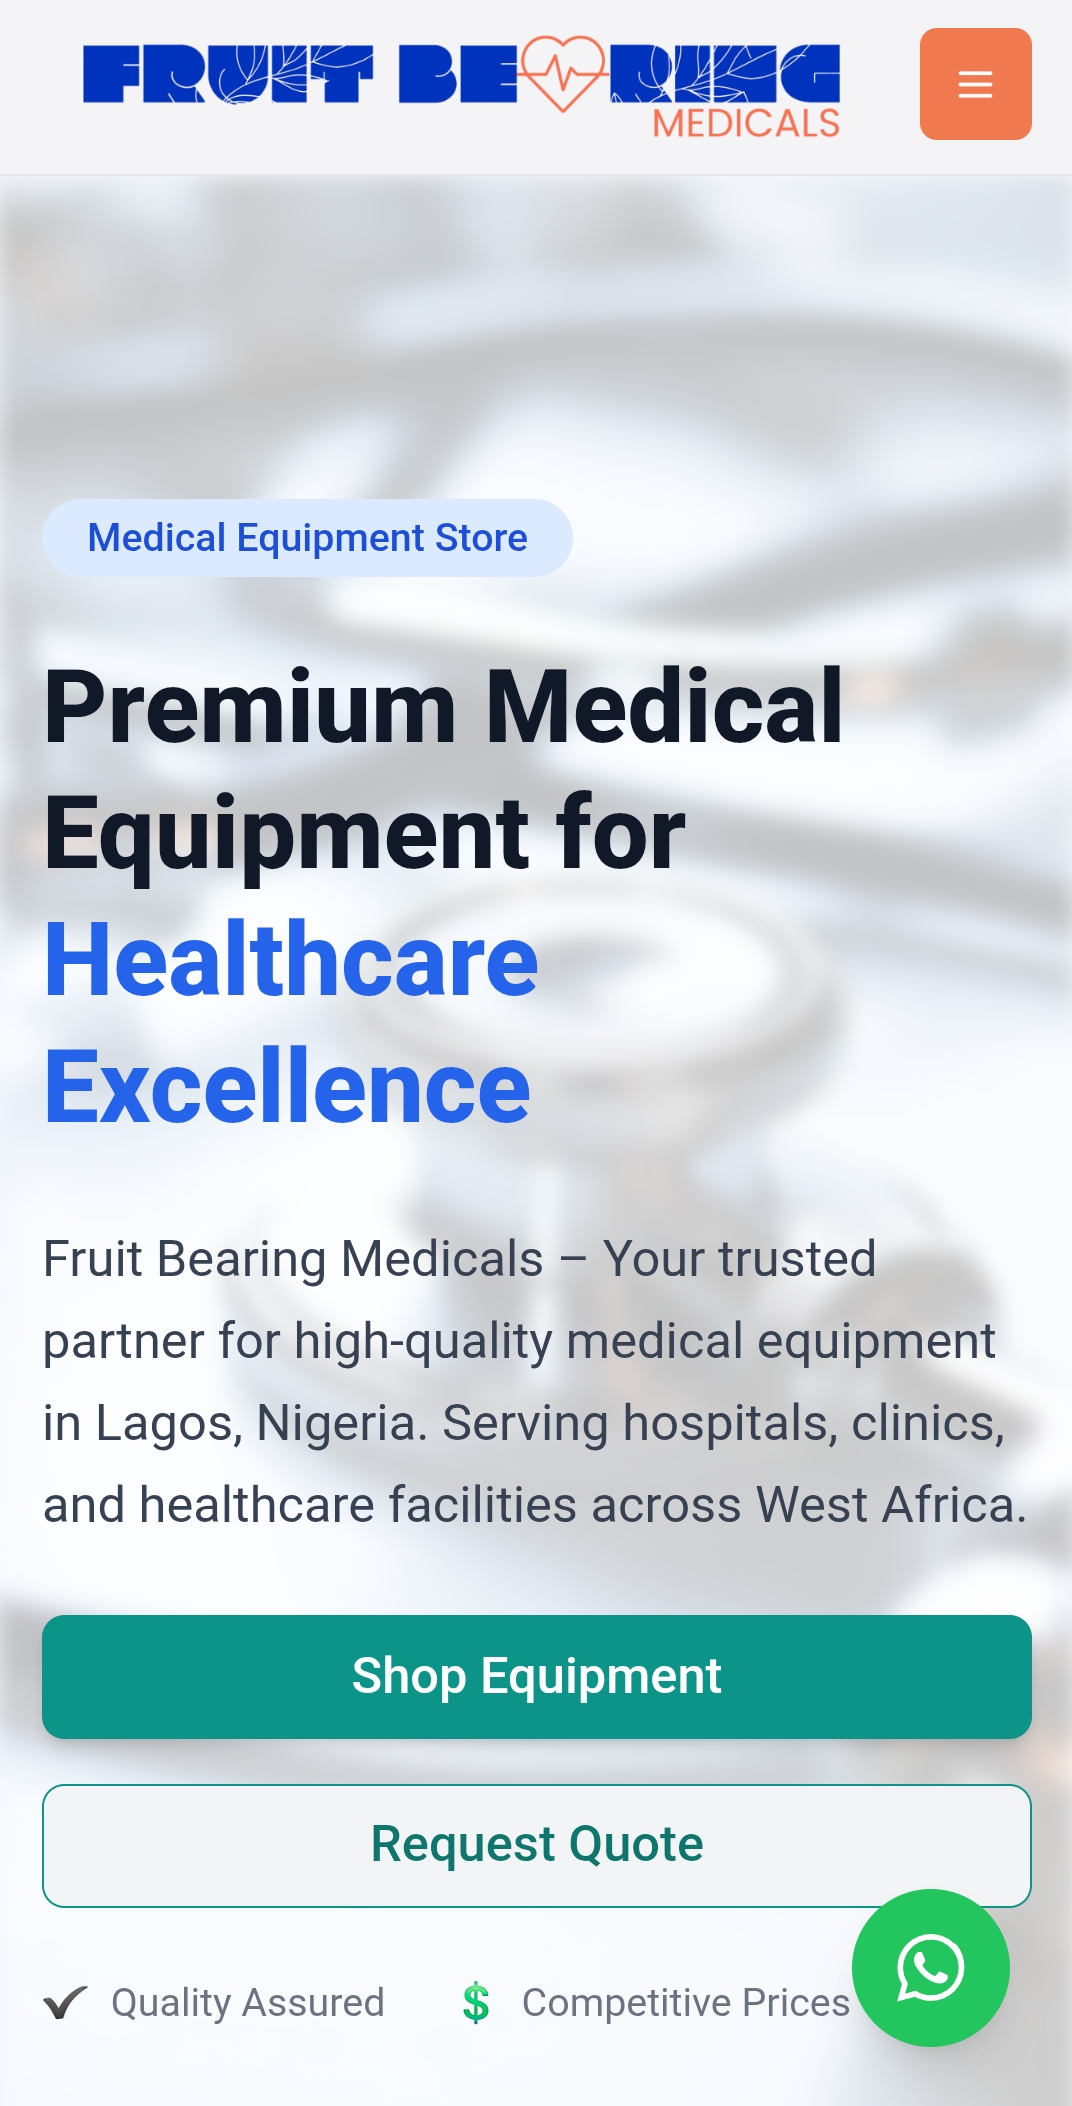 FRUIT BEARING
MEDICALS
Medical Equipment Store
Premium Medical
Equipment for
Healthcare
Excellence
Fruit Bearing Medicals – Your trusted
partner for high-quality medical equipment
in Lagos, Nigeria. Serving hospitals, clinics,
and healthcare facilities across West Africa.
Shop Equipment
Request Quote
✔ Quality Assured 💲 Competitive Prices